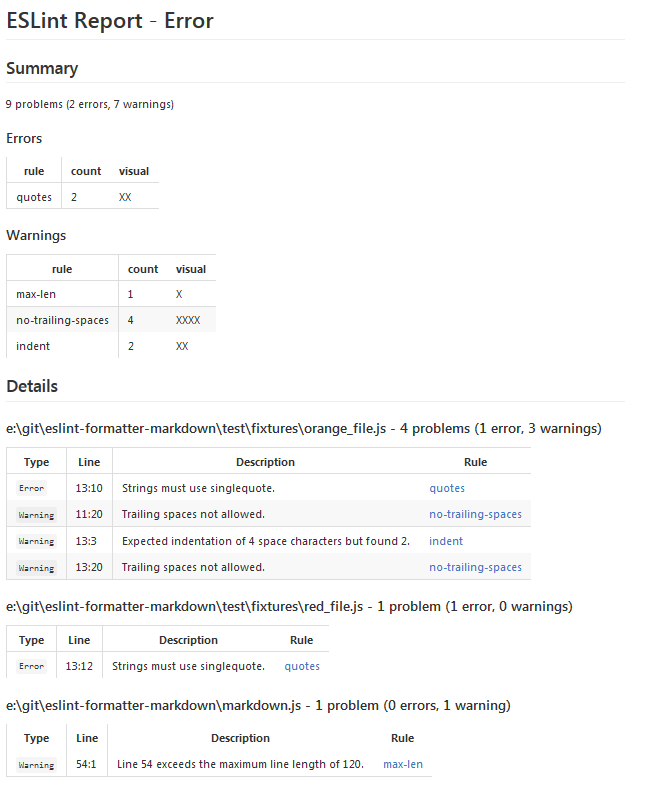 ESLint Report - Error
Summary
9 problems (2 errors, 7 warnings)
Errors
rule count visual
quotes 2 XX
Warnings
rule count visual
max-len 1 X
no-trailing-spaces 4 XXXX
indent 2 XX
Details
e:\git\eslint-formatter-markdown\test\fixtures\orange_file.js - 4 problems (1 error, 3 warnings)
Type Line Description Rule
Error 13:10 Strings must use singlequote. quotes
Warning 11:20 Trailing spaces not allowed. no-trailing-spaces
Warning 13:3 Expected indentation of 4 space characters but found 2. indent
Warning 13:20 Trailing spaces not allowed. no-trailing-spaces
e:\git\eslint-formatter-markdown\test\fixtures\red_file.js - 1 problem (1 error, 0 warnings)
Type Line Description Rule
Error 13:12 Strings must use singlequote. quotes
e:\git\eslint-formatter-markdown\markdown.js - 1 problem (0 errors, 1 warning)
Type Line Description Rule
Warning 54:1 Line 54 exceeds the maximum line length of 120. max-len